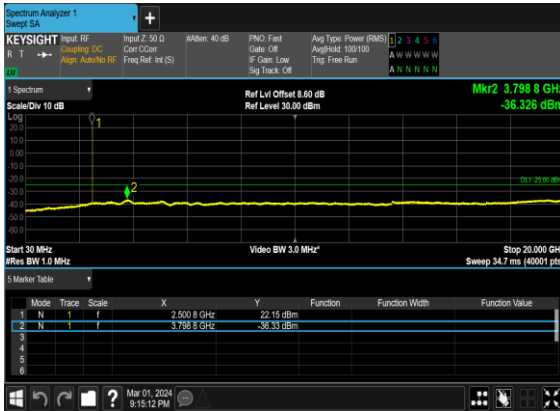 Spectrum Analyzer 1
Swept SA
+
KEYSIGHT Input: RF Input Z: 50 Ω #Atten: 40 dB PNO: Fast Avg Type: Power (RMS) 1 2 3 4 5 6
R T Coupling: DC Corr CCorr Gate: Off Avg|Hold: 100/100 A W W W W W
Align: Auto/No RF Freq Ref: Int (S) IF Gain: Low Trig: Free Run
LXI Sig Track: Off A N N N N N
1 Spectrum Ref Lvl Offset 8.60 dB Mkr2 3.798 8 GHz
Scale/Div 10 dB Ref Level 30.00 dBm -36.326 dBm
Log
20.0
10.0
0.00
-10.0
-20.0
-30.0
-40.0
-50.0
-60.0
1
2
DL1 -25.00 dBm
Start 30 MHz Video BW 3.0 MHz* Stop 20.000 GHz
#Res BW 1.0 MHz Sweep 34.7 ms (40001 pts)
5 Marker Table
Mode Trace Scale X Y Function Function Width Function Value
1 N 1 f 2.500 8 GHz 22.15 dBm
2 N 1 f 3.798 8 GHz -36.33 dBm
3
4
5
6
? Mar 01, 2024
9:15:12 PM